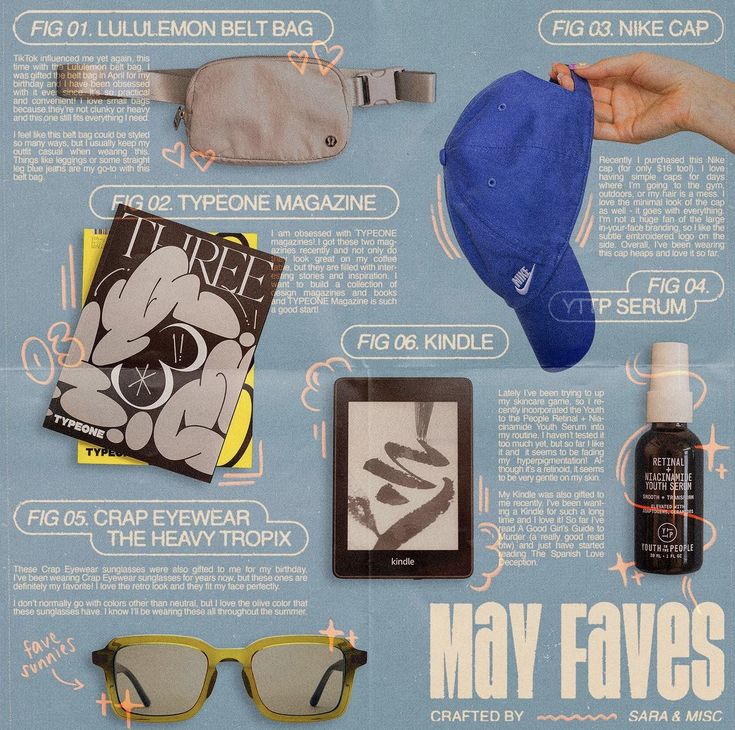 FIG 01. LULULEMON BELT BAG
TikTok influenced me yet again, this
time with the Lululemon belt bag. I
was gifted the belt bag in April for my
birthday and I have been obsessed
with it ever since. It's so practical
and convenient! I love small bags
because they're not clunky or heavy
and this one still fits everything I need.
I feel like this belt bag could be styled
so many ways, but I usually keep my
outfit casual when wearing this.
Things like leggings or some straight
leg blue jeans are my go-to with this
belt bag.
FIG 03. NIKE CAP
NIKE
Recently I purchased this Nike
cap (for only $16 too!). I love
having simple caps for days
where I'm going to the gym,
outdoors, or my hair is a mess. I
love the minimal look of the cap
as well - it goes with everything.
I'm not a huge fan of the large
in-your-face branding, so I like the
subtle embroidered logo on the
side. Overall, I've been wearing
this cap heaps and love it so far.
FIG 02. TYPEONE MAGAZINE
THREE
03
TYPEONE
TYPEONE
I am obsessed with TYPEONE
magazines! I got these two mag-
azines recently and not only do
look great on my coffee
table, but they are filled with inter-
esting stories and inspiration. I
want to build a collection of
design magazines and books
and TYPEONE Magazine is such
a good start!
FIG 04.
YTTP SERUM
Lately I've been trying to up
my skincare game, so I re-
cently incorporated the Youth
to the People Retinal + Nia-
cinamide Youth Serum into
my routine. I haven't tested it
too much yet, but so far I like
it and it seems to be fading
my hyperpigmentation! Al-
though it's a retinoid, it seems to
be very gentle on my skin.
RETINAL
+
NIACINAMIDE
YOUTH SERUM
SMOOTH + TRANSFORM
ELEVATED WITH
ADAPTOGENS, CERAMIDES
YTTP
YOUTH TO THE PEOPLE
30 ML - 1 FL OZ
FIG 06. KINDLE
kindle
My Kindle was also gifted to
me recently. I've been want-
ing a Kindle for such a long
time and I love it! So far I've
read A Good Girl's Guide to
Murder (a really good read
btw) and just have started
reading The Spanish Love
Deception.
FIG 05. CRAP EYEWEAR
THE HEAVY TROPIX
These Crap Eyewear sunglasses were also gifted to me for my birthday.
I've been wearing Crap Eyewear sunglasses for years now, but these ones are
definitely my favorite! I love the retro look and they fit my face perfectly.
I don't normally go with colors other than neutral, but I love the olive color that
these sunglasses have. I know I'll be wearing these all throughout the summer.
fave
sunnies
MAY FAVES
CRAFTED BY SARA & MISC